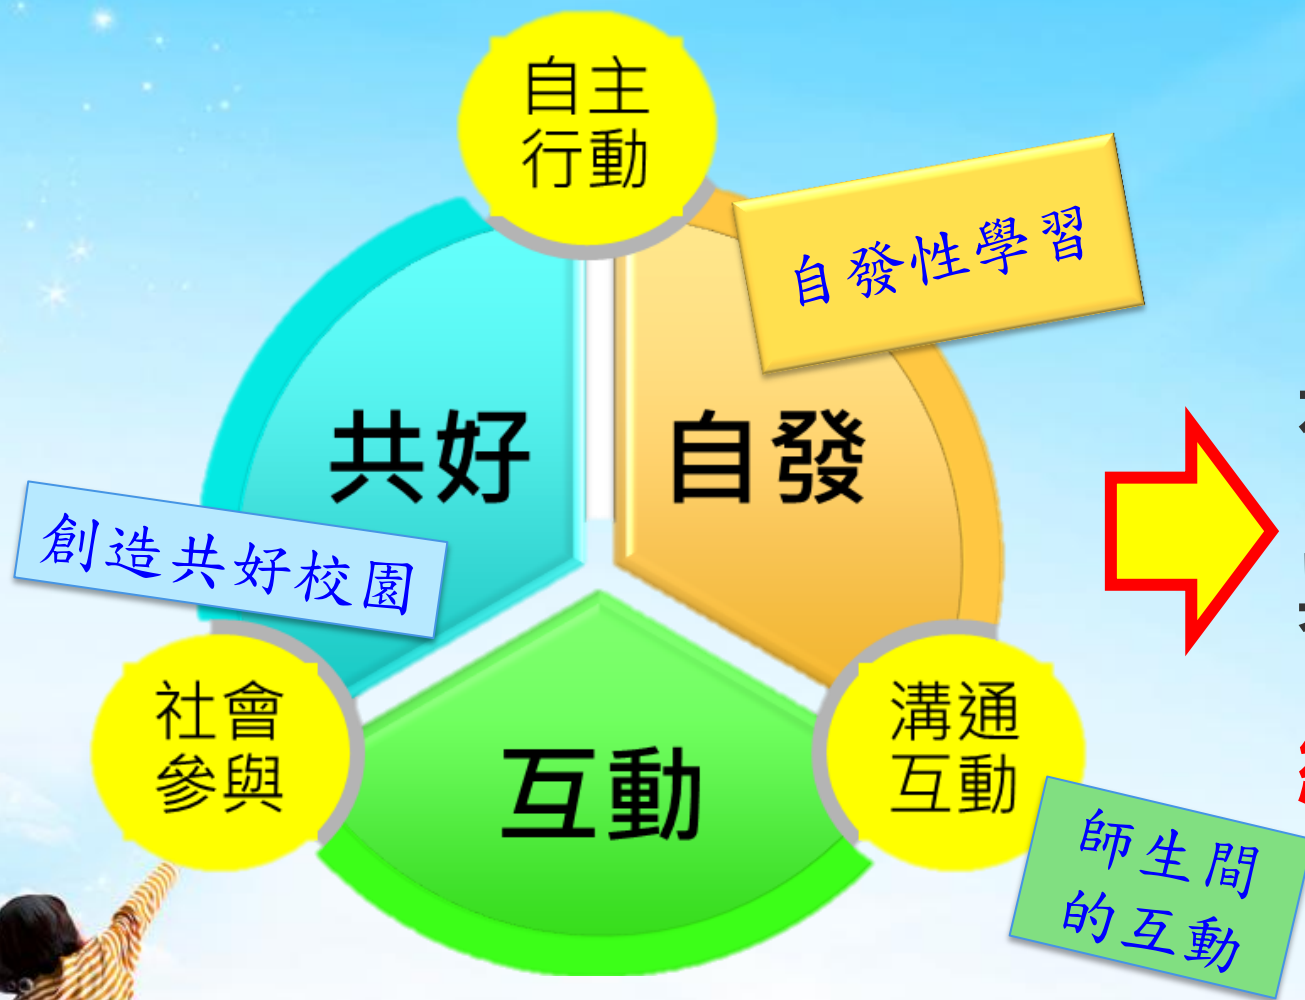 自主
行動
自發性學習
共好
自發
創造共好校園
社會
參與
互動
溝通
互動
師生間
的互動